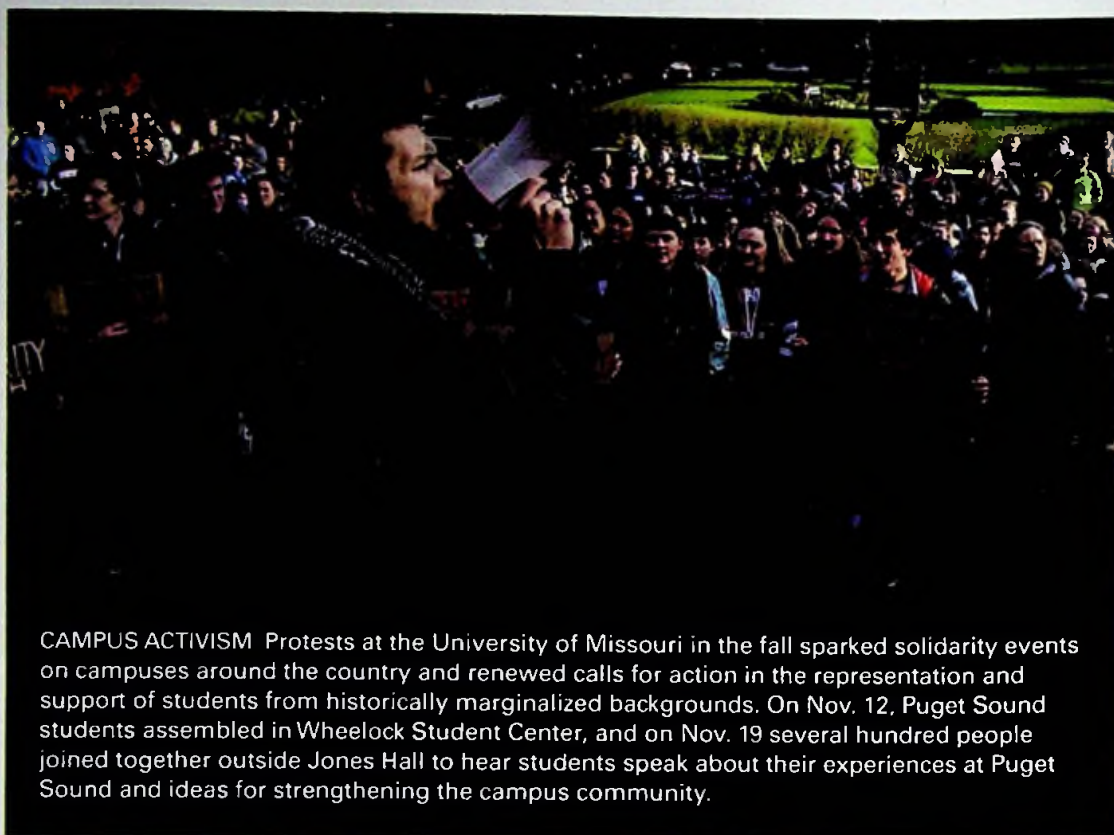 ITY
H
CAMPUS ACTIVISM Protests at the University of Missouri in the fall sparked solidarity events
on campuses around the country and renewed calls for action in the representation and
support of students from historically marginalized backgrounds. On Nov. 12, Puget Sound
students assembled in Wheelock Student Center, and on Nov. 19 several hundred people
joined together outside Jones Hall to hear students speak about their experiences at Puget
Sound and ideas for strengthening the campus community.